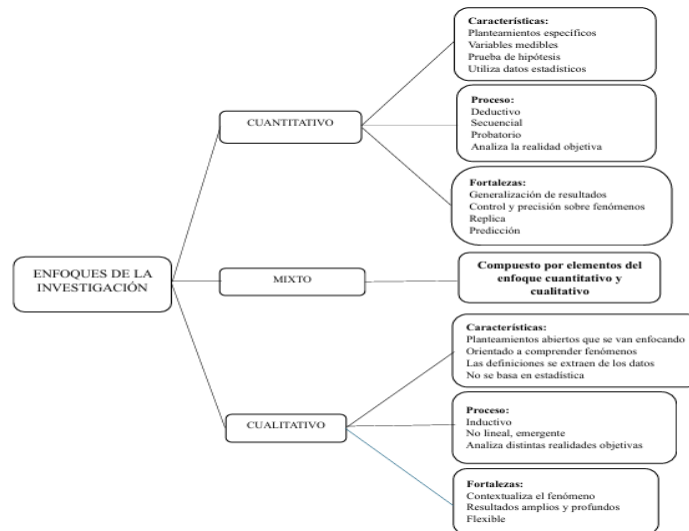 ENFOQUES DE LA
INVESTIGACIÓN
CUANTITATIVO
Características:
Planteamientos específicos
Variables medibles
Prueba de hipótesis
Utiliza datos estadísticos
Proceso:
Deductivo
Secuencial
Probatorio
Analiza la realidad objetiva
Fortalezas:
Generalización de resultados
Control y precisión sobre fenómenos
Replica
Predicción
MIXTO
Compuesto por elementos del
enfoque cuantitativo y
cualitativo
CUALITATIVO
Características:
Planteamientos abiertos que se van enfocando
Orientado a comprender fenómenos
Las definiciones se extraen de los datos
No se basa en estadística
Proceso:
Inductivo
No lineal, emergente
Analiza distintas realidades objetivas
Fortalezas:
Contextualiza el fenómeno
Resultados amplios y profundos
Flexible